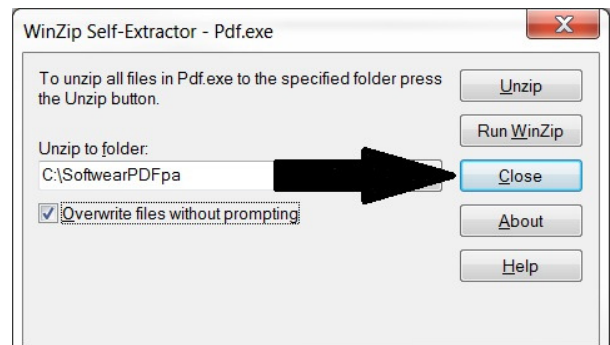 WinZip Self-Extractor - Pdf.exe
To unzip all files in Pdf.exe to the specified folder press
the Unzip button.
Unzip to folder:
C:\SoftwearPDFpa
Overwrite files without prompting
Unzip
Run WinZip
Close
About
Help